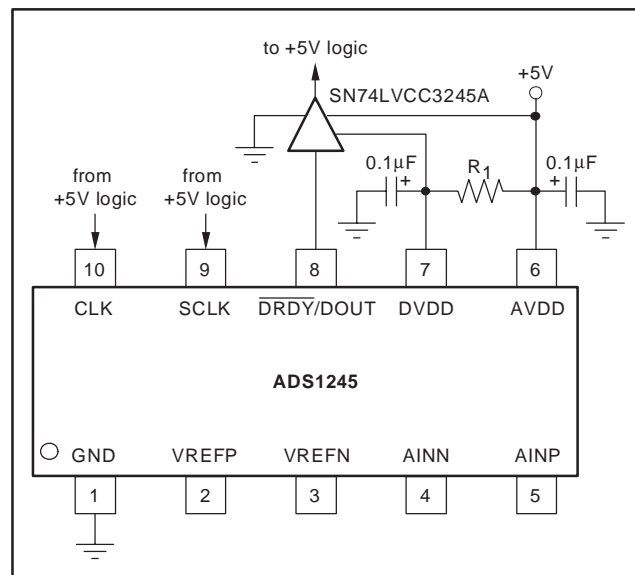 to +5V logic
SN74LVCC3245A
+5V
0.1μF
R1
0.1μF
+
+
from
+5V logic
from
+5V logic
10
9
8
7
6
CLK
SCLK
DRDY/DOUT
DVDD
AVDD
ADS1245
GND
VREFP
VREFN
AINN
AINP
1
2
3
4
5